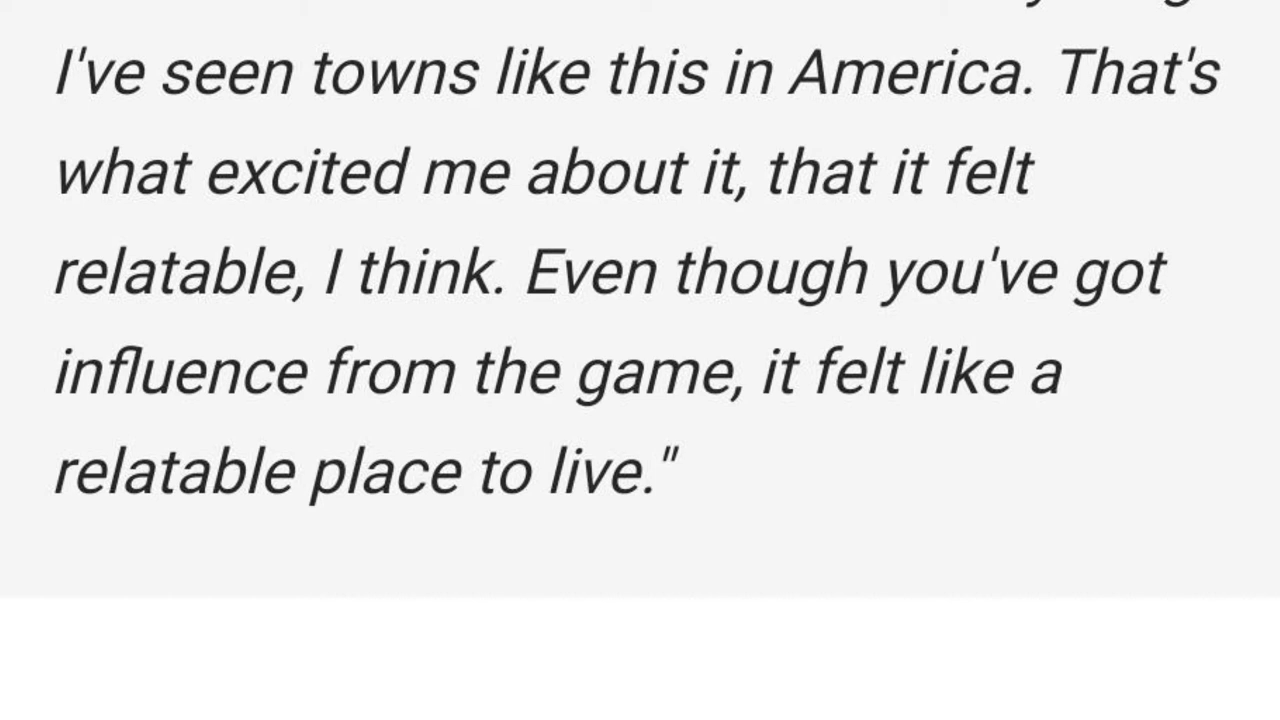 I've seen towns like this in America. That's
what excited me about it, that it felt
relatable, I think. Even though you've got
influence from the game, it felt like a
relatable place to live."